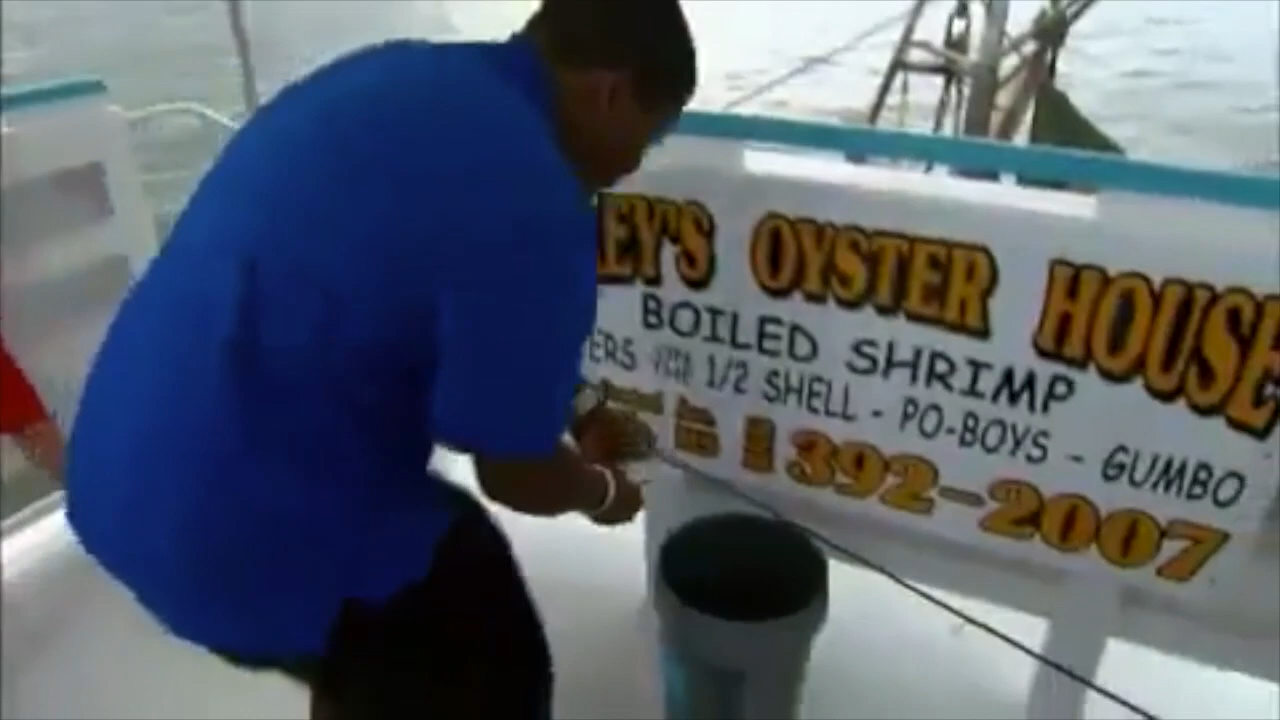 EY'S OYSTER HOUSE
BOILED SHRIMP
ERS 1/2 SHELL - PO-BOYS - GUMBO
392-2007